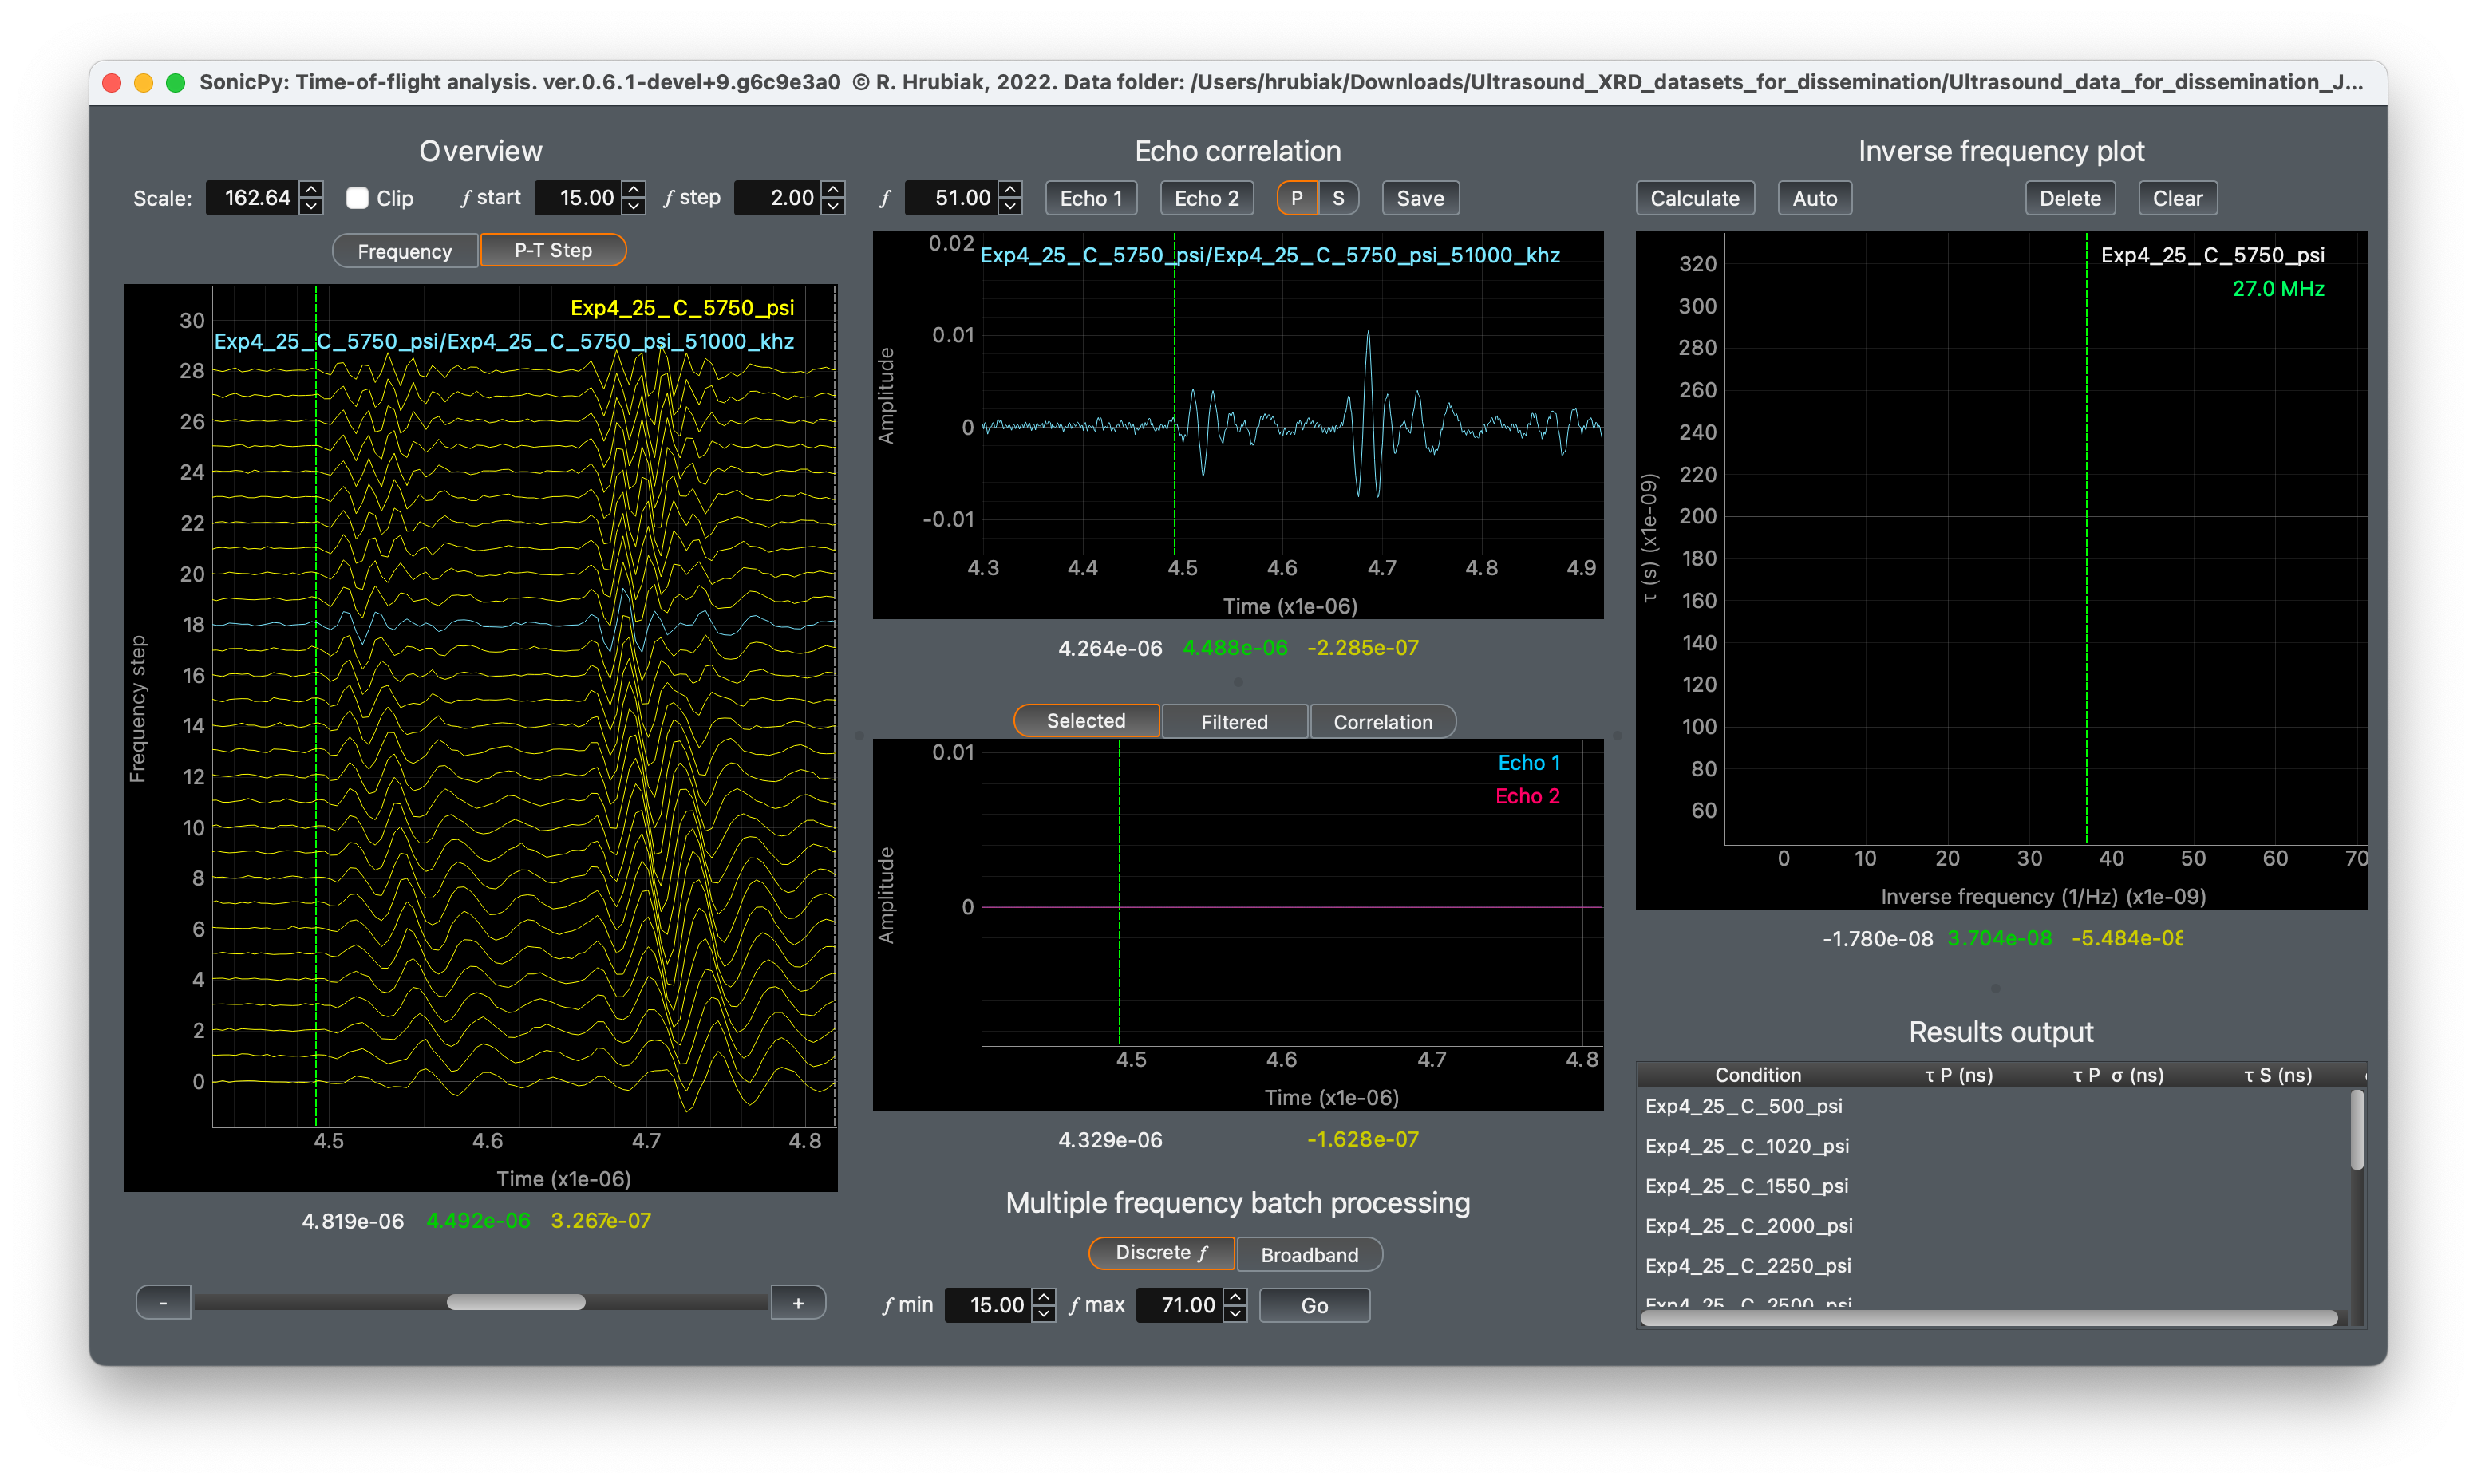 SonicPy: Time-of-flight analysis. ver.0.6.1-devel+9.g6c9e3a0 © R. Hrubiak, 2022. Data folder: /Users/hrubiak/Downloads/Ultrasound_XRD_datasets_for_dissemination/Ultrasound_data_for_dissemination_J...
Overview
Scale: 162.64 Clip f start 15.00 f step 2.00
Frequency P-T Step
Exp4_25_C_5750_psi
Exp4_25_C_5750_psi/Exp4_25_C_5750_psi_51000_khz
30
28
26
24
22
20
18
16
14
12
10
8
6
4
2
0
Frequency step
4.5 4.6 4.7 4.8
Time (x1e-06)
4.819e-06 4.492e-06 3.267e-07
- +
Echo correlation
f 51.00 Echo 1 Echo 2 P S Save
Exp4_25_C_5750_psi/Exp4_25_C_5750_psi_51000_khz
0.02
0.01
0
-0.01
Amplitude
4.3 4.4 4.5 4.6 4.7 4.8 4.9
Time (x1e-06)
4.264e-06 4.488e-06 -2.285e-07
Selected Filtered Correlation
Echo 1
Echo 2
0.01
0
Amplitude
4.5 4.6 4.7 4.8
Time (x1e-06)
4.329e-06 -1.628e-07
Multiple frequency batch processing
Discrete f Broadband
f min 15.00 f max 71.00 Go
Inverse frequency plot
Calculate Auto Delete Clear
Exp4_25_C_5750_psi
27.0 MHz
320
300
280
260
240
220
200
180
160
140
120
100
80
60
τ (s) (x1e-09)
0 10 20 30 40 50 60 70
Inverse frequency (1/Hz) (x1e-09)
-1.780e-08 3.704e-08 -5.484e-08
Results output
Condition τ P (ns) τ P σ (ns) τ S (ns)
Exp4_25_C_500_psi
Exp4_25_C_1020_psi
Exp4_25_C_1550_psi
Exp4_25_C_2000_psi
Exp4_25_C_2250_psi
Exp4_25_C_2500_psi